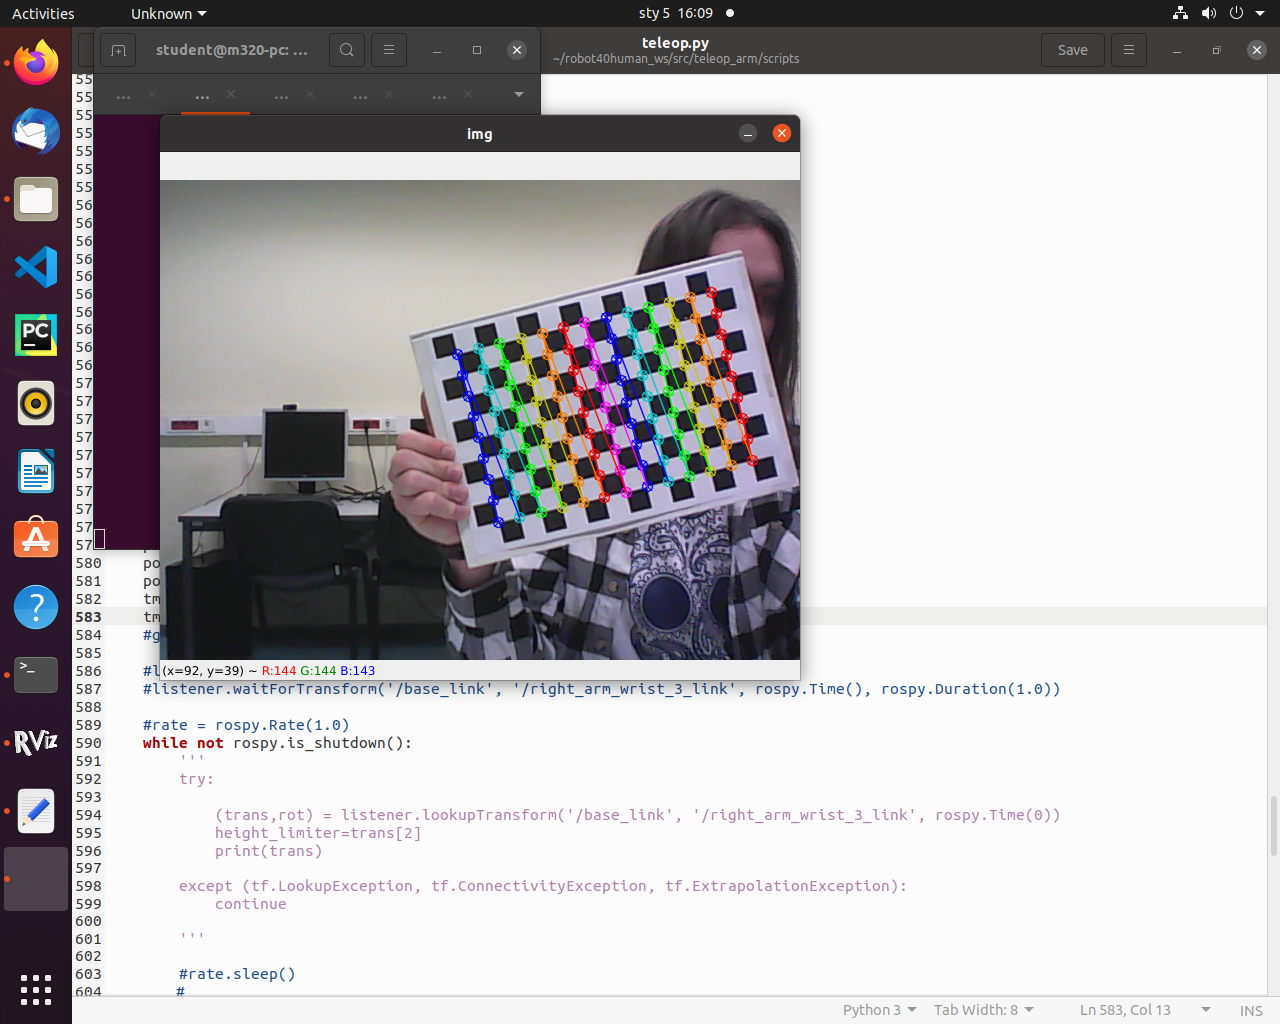 Activities
Unknown
sty 5 16:09
student@m320-pc: ...
teleop.py
~/robot40human_ws/src/teleop_arm/scripts
Save
... × ... × ... × ... × ... ×
img
55
55
55
55
55
55
55
56
56
56
56
56
56
56
56
56
56
57
57
57
57
57
57
57
57
57
580 po
581 po
582 tm
583 tm
584 #g
585
586 #l
587 #listener.waitForTransform('/base_link', '/right_arm_wrist_3_link', rospy.Time(), rospy.Duration(1.0))
588
589 #rate = rospy.Rate(1.0)
590 while not rospy.is_shutdown():
591 '''
592 try:
593
594 (trans,rot) = listener.lookupTransform('/base_link', '/right_arm_wrist_3_link', rospy.Time(0))
595 height_limiter=trans[2]
596 print(trans)
597
598 except (tf.LookupException, tf.ConnectivityException, tf.ExtrapolationException):
599 continue
600
601 '''
602
603 #rate.sleep()
604 #
(x=92, y=39) ~ R:144 G:144 B:143
PC
>_
RViz
Python 3
Tab Width: 8
Ln 583, Col 13
INS